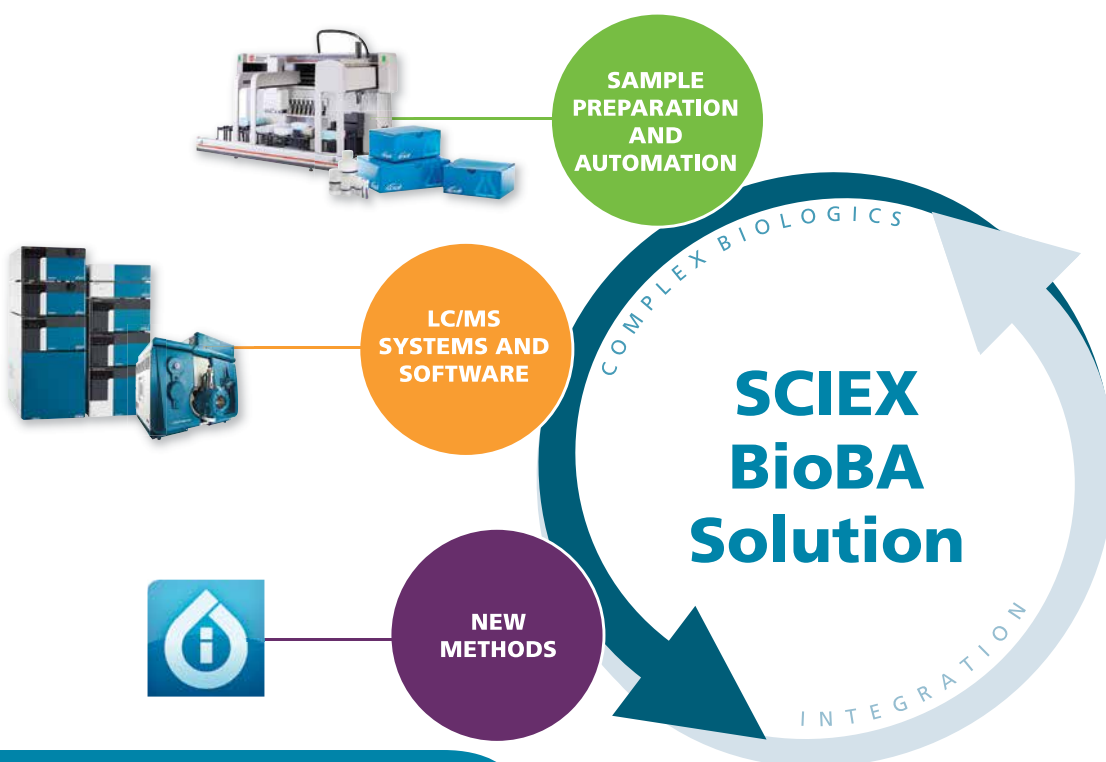 SAMPLE
PREPARATION
AND
AUTOMATION
COMPLEX BIOLOGICS
LC/MS
SYSTEMS AND
SOFTWARE
SCIEX
BioBA
Solution
NEW
METHODS
i
INTEGRATION